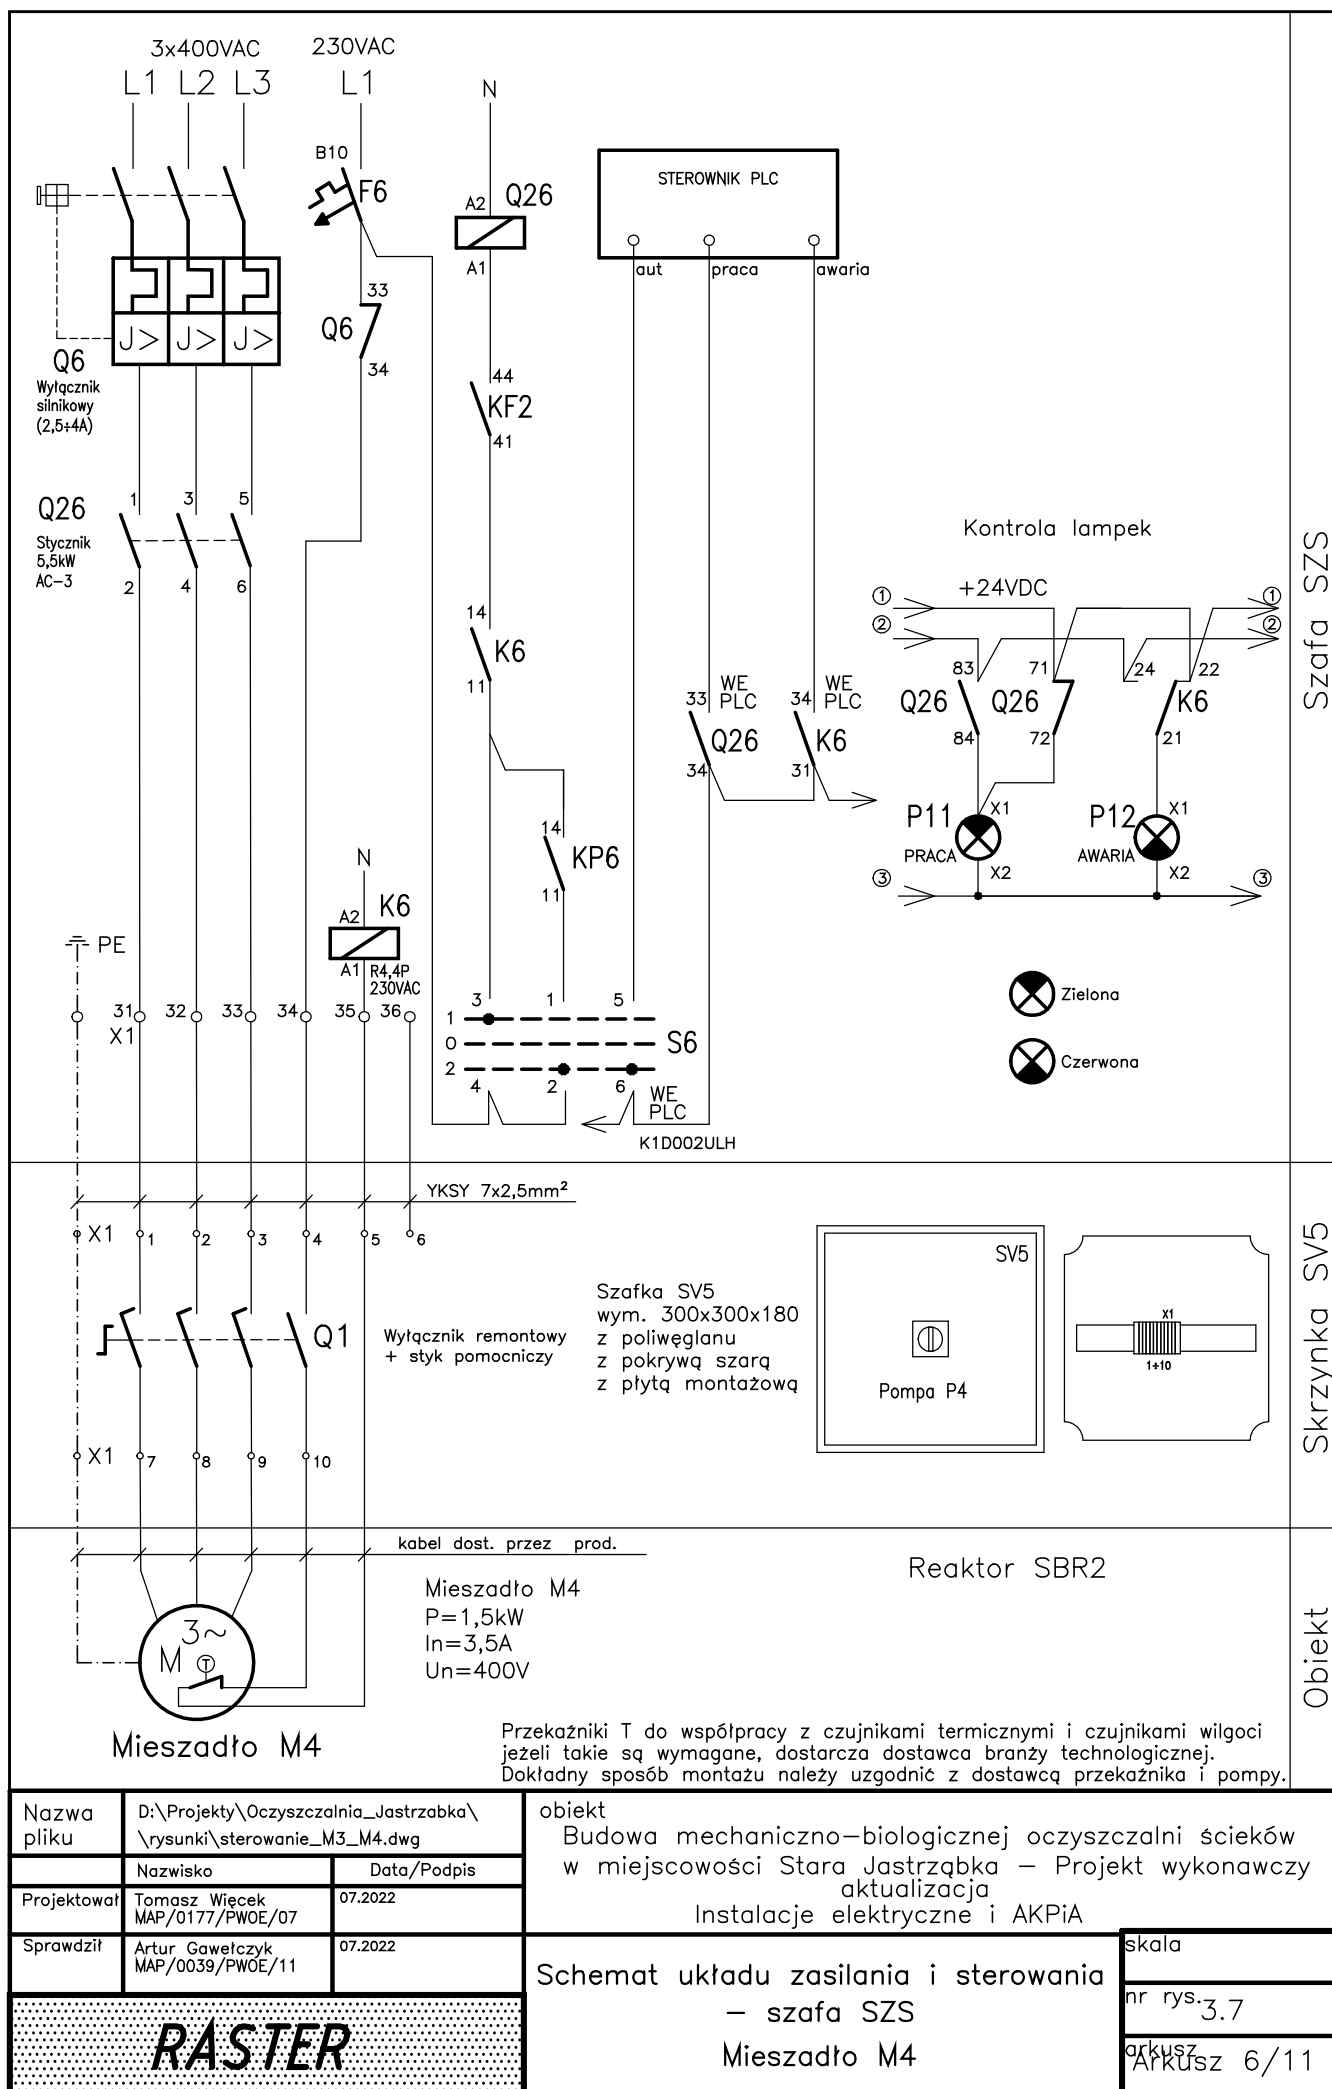 3x400VAC
230VAC
L1
L2
L3
L1
N
B10
F6
A2
Q26
A1
STEROWNIK PLC
aut
praca
awaria
33
Q6
34
J>
J>
J>
Q6
Wyłącznik
silnikowy
(2,5÷4A)
44
KF2
41
Q26
Stycznik
5,5kW
AC-3
1
3
5
2
4
6
Kontrola lampek
+24VDC
1
1
2
2
14
K6
11
83
71
24
22
Q26
Q26
K6
84
72
21
33
WE
PLC
34
WE
PLC
Q26
K6
34
31
P11
X1
P12
X1
PRACA
X2
AWARIA
X2
3
3
14
KP6
11
N
A2
K6
A1
R4,4P
230VAC
PE
31
32
33
34
35
36
X1
3
1
5
1
0
2
S6
4
2
6
WE
PLC
K1D002ULH
Zielona
Czerwona
Szafa SZS
YKSY 7x2,5mm²
X1
1
2
3
4
5
6
Q1
Wyłącznik remontowy
+ styk pomocniczy
X1
7
8
9
10
Szafka SV5
wym. 300x300x180
z poliwęglanu
z pokrywą szarą
z płytą montażową
SV5
Pompa P4
X1
1÷10
Skrzynka SV5
kabel dost. przez prod.
Reaktor SBR2
Mieszadło M4
P=1,5kW
In=3,5A
Un=400V
3~
M
T
Mieszadło M4
Obiekt
Przekaźniki T do współpracy z czujnikami termicznymi i czujnikami wilgoci
jeżeli takie są wymagane, dostarcza dostawca branży technologicznej.
Dokładny sposób montażu należy uzgodnić z dostawcą przekaźnika i pompy.
Nazwa
pliku
D:\Projekty\Oczyszczalnia_Jastrzabka\
\rysunki\sterowanie_M3_M4.dwg
Nazwisko
Data/Podpis
Projektował
Tomasz Więcek
MAP/0177/PWOE/07
07.2022
Sprawdził
Artur Gawełczyk
MAP/0039/PWOE/11
07.2022
RASTER
obiekt
Budowa mechaniczno-biologicznej oczyszczalni ścieków
w miejscowości Stara Jastrząbka - Projekt wykonawczy
aktualizacja
Instalacje elektryczne i AKPiA
Schemat układu zasilania i sterowania
- szafa SZS
Mieszadło M4
skala
nr rys.
3.7
arkusz
Arkusz 6/11